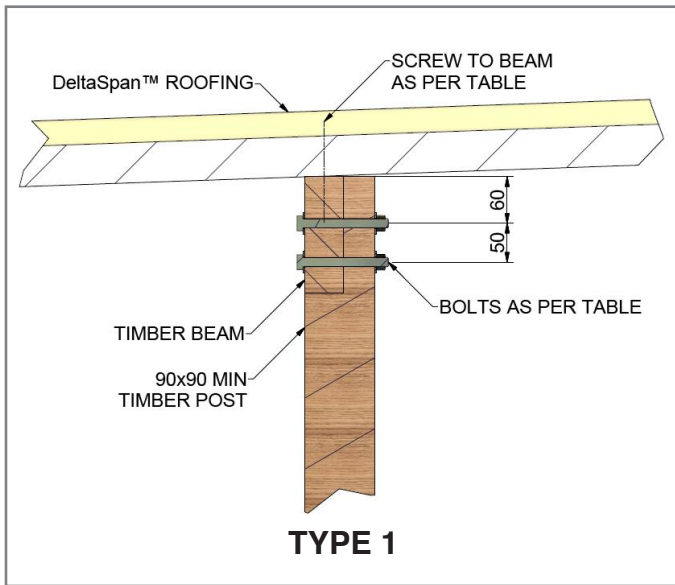 SCREW TO BEAM
AS PER TABLE
DeltaSpan™ ROOFING
60
50
BOLTS AS PER TABLE
TIMBER BEAM
90x90 MIN
TIMBER POST
TYPE 1